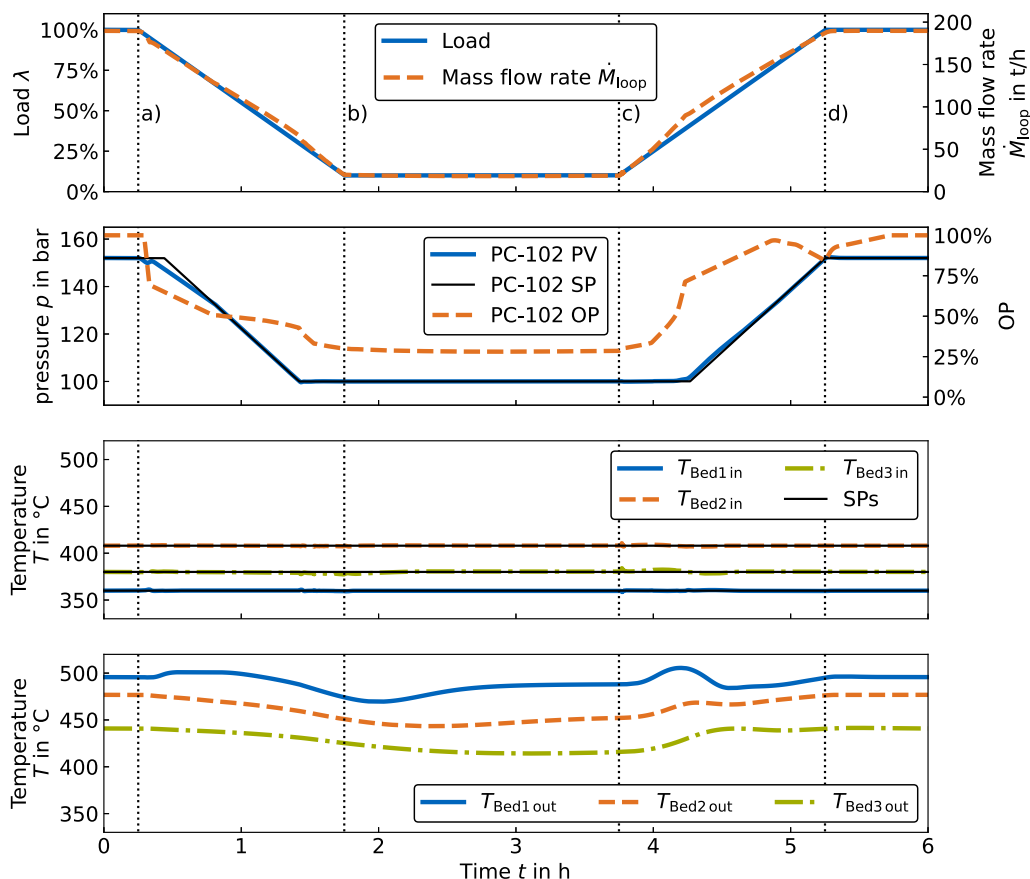 100%
75%
50%
25%
0%
Load λ
Load
Mass flow rate Ṁloop
a)
b)
c)
d)
200
150
100
50
0
Mass flow rate
Ṁloop in t/h
160
140
120
100
pressure p in bar
PC-102 PV
PC-102 SP
PC-102 OP
100%
75%
50%
25%
0%
OP
500
450
400
350
Temperature
T in °C
TBed1 in
TBed2 in
TBed3 in
SPs
500
450
400
350
Temperature
T in °C
TBed1 out
TBed2 out
TBed3 out
0
1
2
3
4
5
6
Time t in h